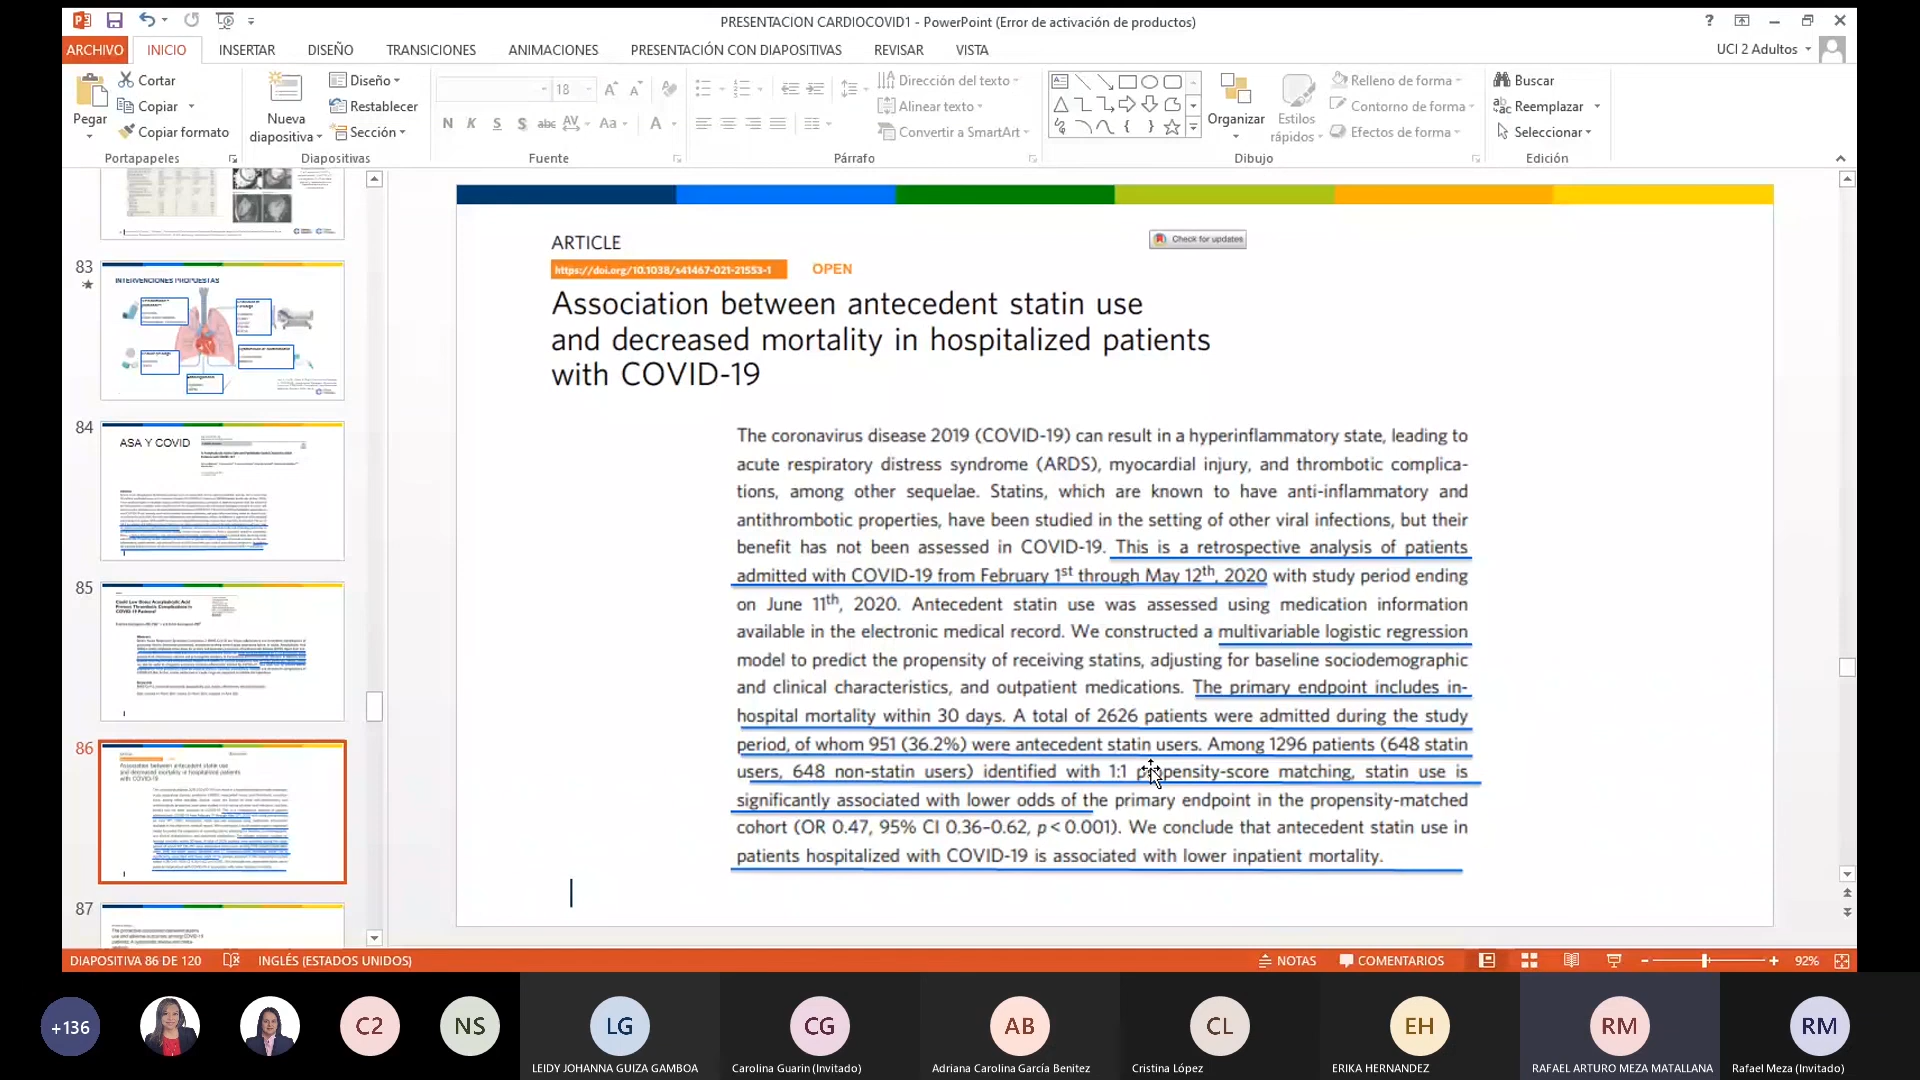 PRESENTACION CARDIOCOVID1 - PowerPoint (Error de activación de productos)
ARCHIVO INICIO INSERTAR DISEÑO TRANSICIONES ANIMACIONES PRESENTACIÓN CON DIAPOSITIVAS REVISAR VISTA UCI 2 Adultos
Pegar
Cortar
Copiar
Copiar formato
Portapapeles
Nueva
diapositiva
Diseño
Restablecer
Sección
Diapositivas
18
N K S S abc AV Aa A
Fuente
Dirección del texto
Alinear texto
Convertir a SmartArt
Párrafo
Organizar
Estilos
rápidos
Relleno de forma
Contorno de forma
Efectos de forma
Dibujo
Buscar
Reemplazar
Seleccionar
Edición
83
INTERVENCIONES PROPUESTAS
84
ASA Y COVID
85
86
87
ARTICLE
Check for updates
https://doi.org/10.1038/s41467-021-21553-1 OPEN
Association between antecedent statin use
and decreased mortality in hospitalized patients
with COVID-19
The coronavirus disease 2019 (COVID-19) can result in a hyperinflammatory state, leading to
acute respiratory distress syndrome (ARDS), myocardial injury, and thrombotic complica-
tions, among other sequelae. Statins, which are known to have anti-inflammatory and
antithrombotic properties, have been studied in the setting of other viral infections, but their
benefit has not been assessed in COVID-19. This is a retrospective analysis of patients
admitted with COVID-19 from February 1st through May 12th, 2020 with study period ending
on June 11th, 2020. Antecedent statin use was assessed using medication information
available in the electronic medical record. We constructed a multivariable logistic regression
model to predict the propensity of receiving statins, adjusting for baseline sociodemographic
and clinical characteristics, and outpatient medications. The primary endpoint includes in-
hospital mortality within 30 days. A total of 2626 patients were admitted during the study
period, of whom 951 (36.2%) were antecedent statin users. Among 1296 patients (648 statin
users, 648 non-statin users) identified with 1:1 propensity-score matching, statin use is
significantly associated with lower odds of the primary endpoint in the propensity-matched
cohort (OR 0.47, 95% CI 0.36–0.62, p < 0.001). We conclude that antecedent statin use in
patients hospitalized with COVID-19 is associated with lower inpatient mortality.
DIAPOSITIVA 86 DE 120 INGLÉS (ESTADOS UNIDOS) NOTAS COMENTARIOS 92%
+136 C2 NS LG CG AB CL EH RM RM
LEIDY JOHANNA GUIZA GAMBOA Carolina Guarin (Invitado) Adriana Carolina García Benitez Cristina López ERIKA HERNANDEZ RAFAEL ARTURO MEZA MATALLANA Rafael Meza (Invitado)